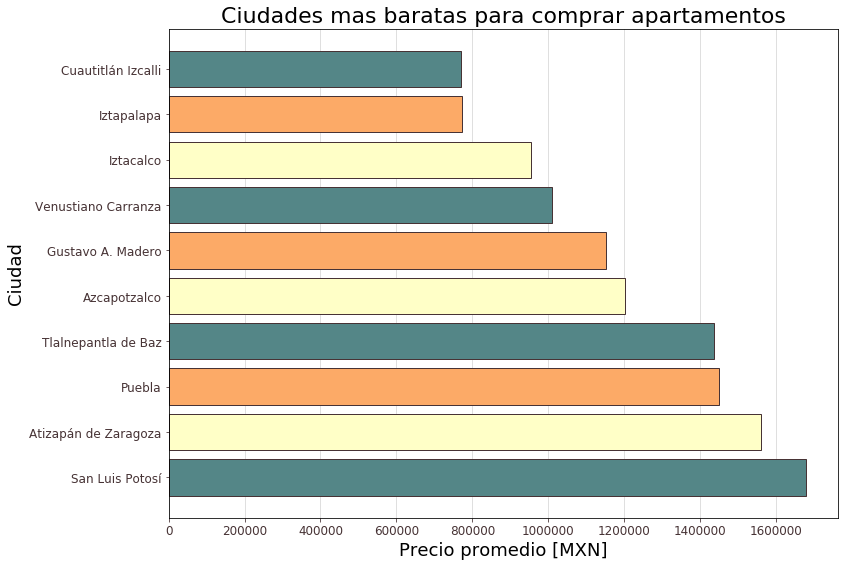 Ciudades mas baratas para comprar apartamentos
Ciudad
Cuautitlán Izcalli
Iztapalapa
Iztacalco
Venustiano Carranza
Gustavo A. Madero
Azcapotzalco
Tlalnepantla de Baz
Puebla
Atizapán de Zaragoza
San Luis Potosí
0 200000 400000 600000 800000 1000000 1200000 1400000 1600000
Precio promedio [MXN]